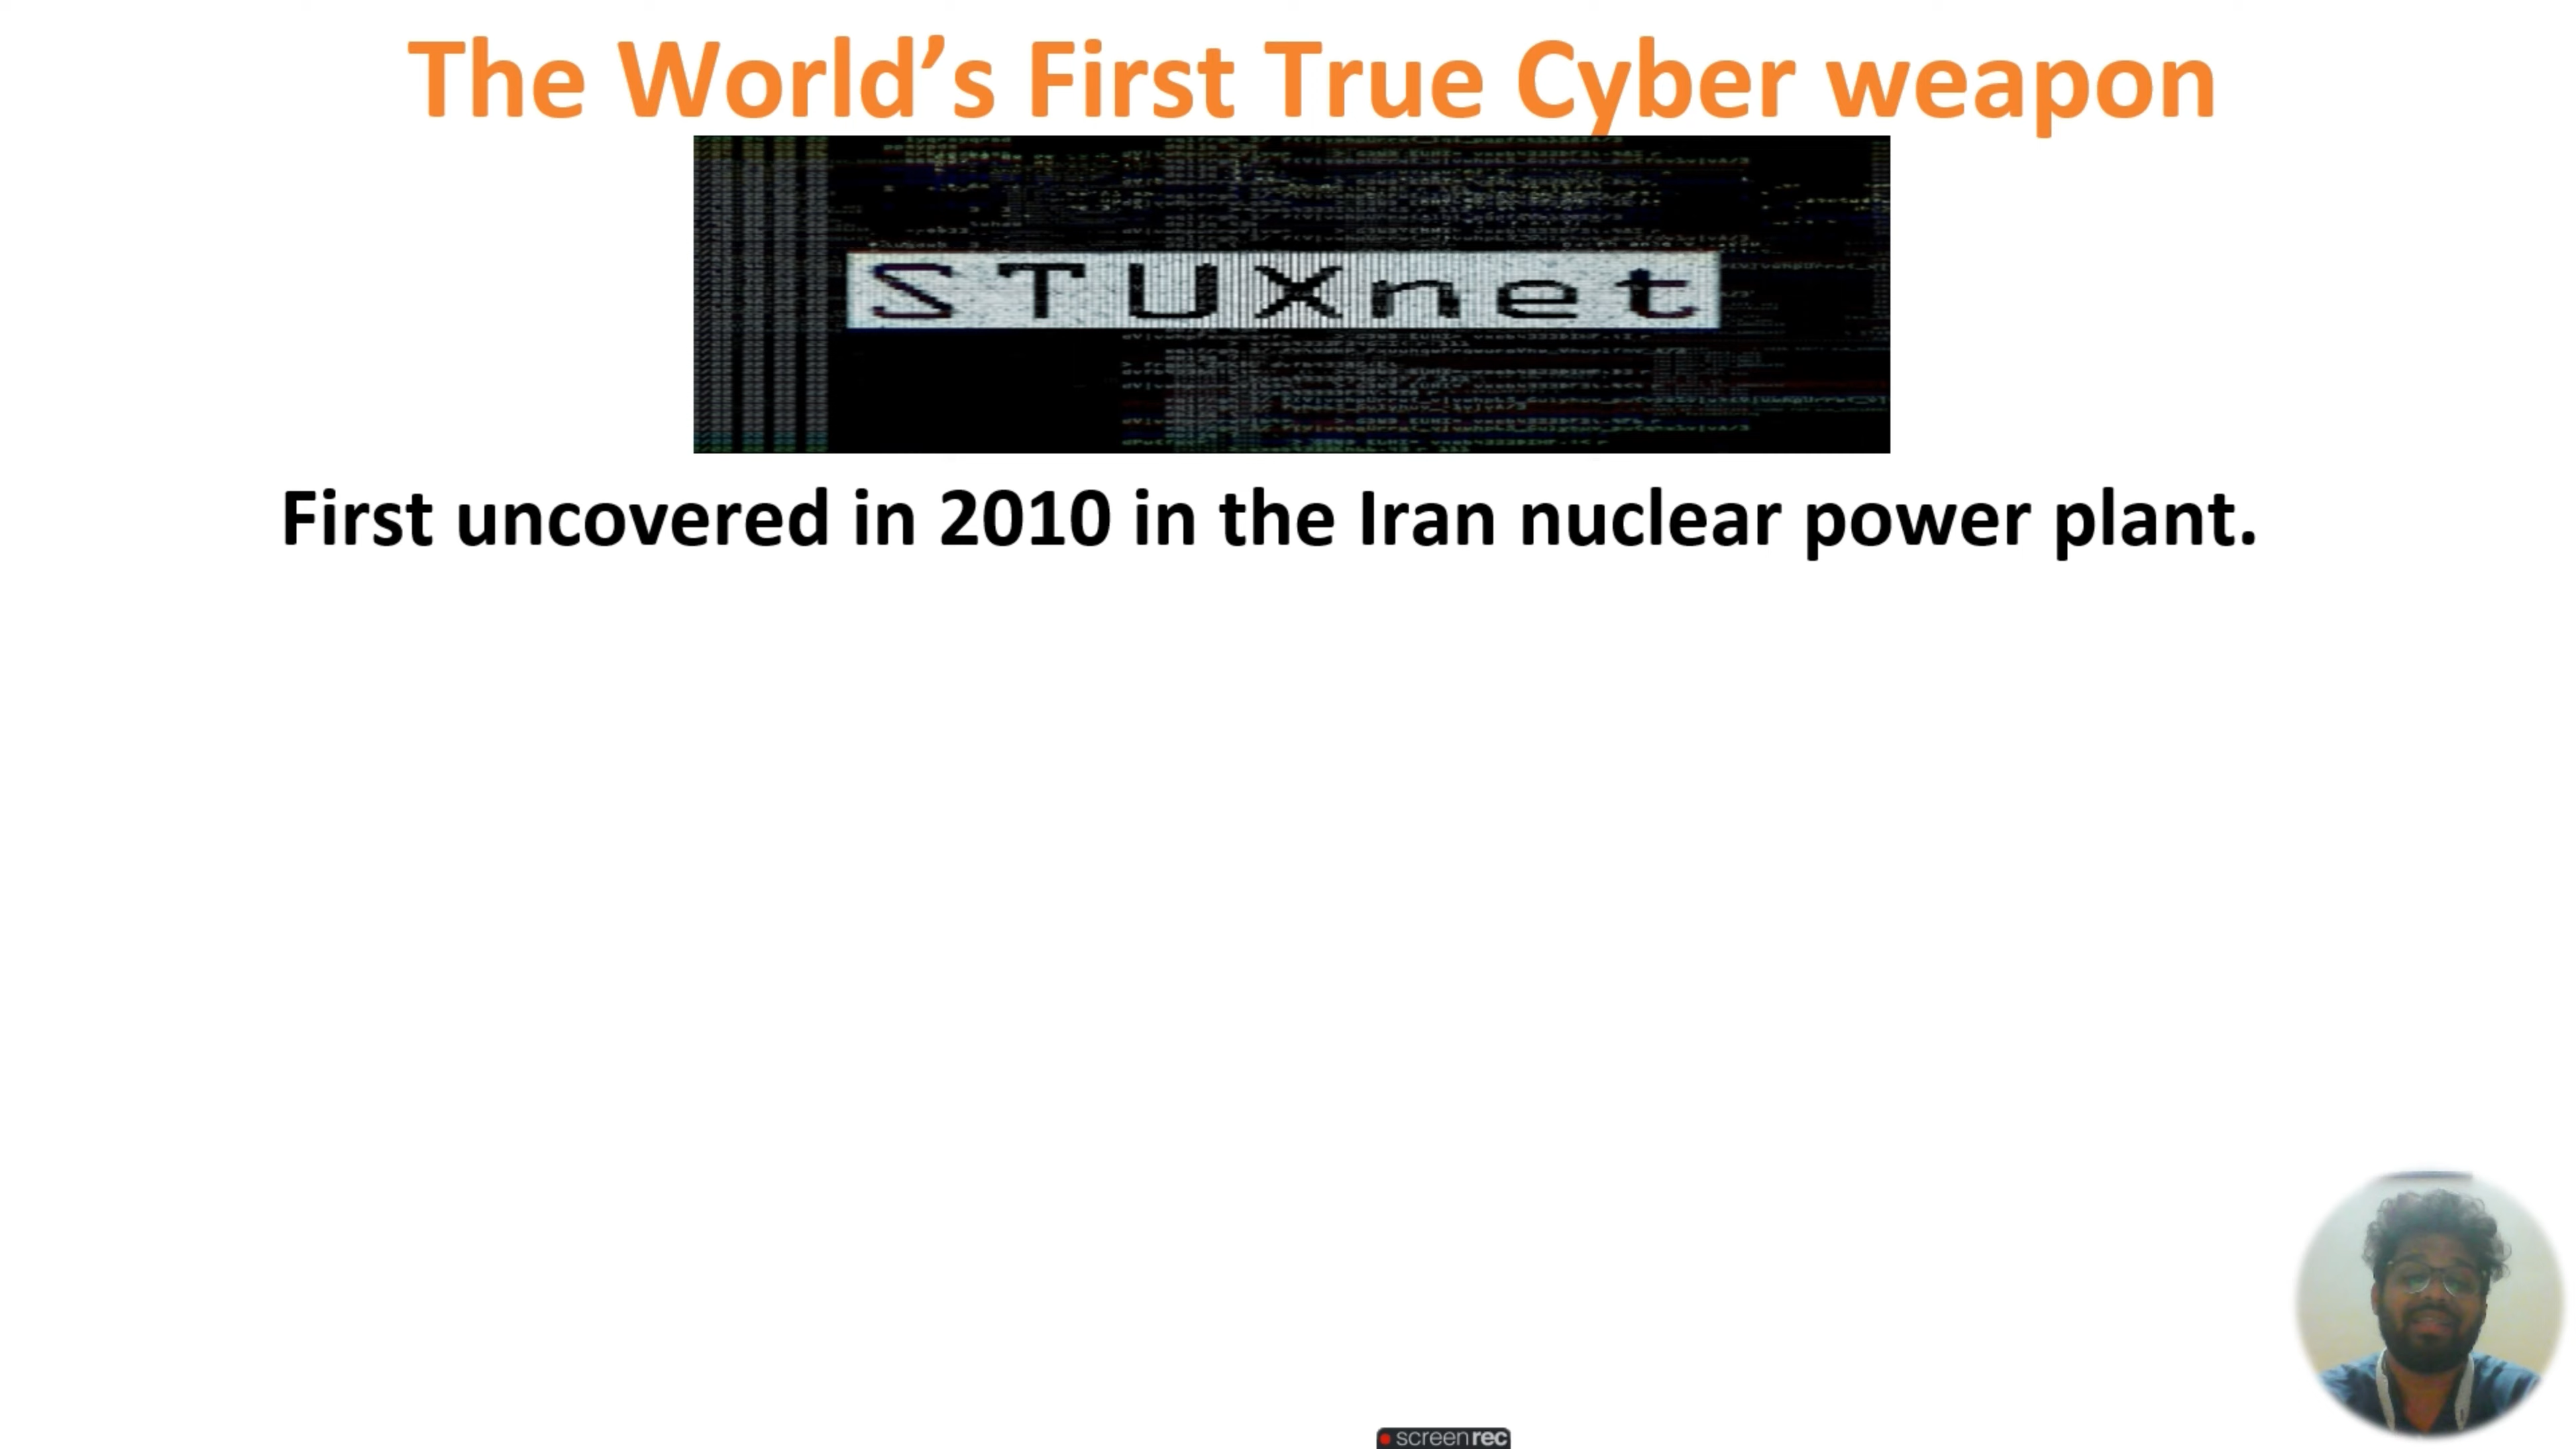 The World’s First True Cyber weapon
STUXnet
First uncovered in 2010 in the Iran nuclear power plant.
screenrec